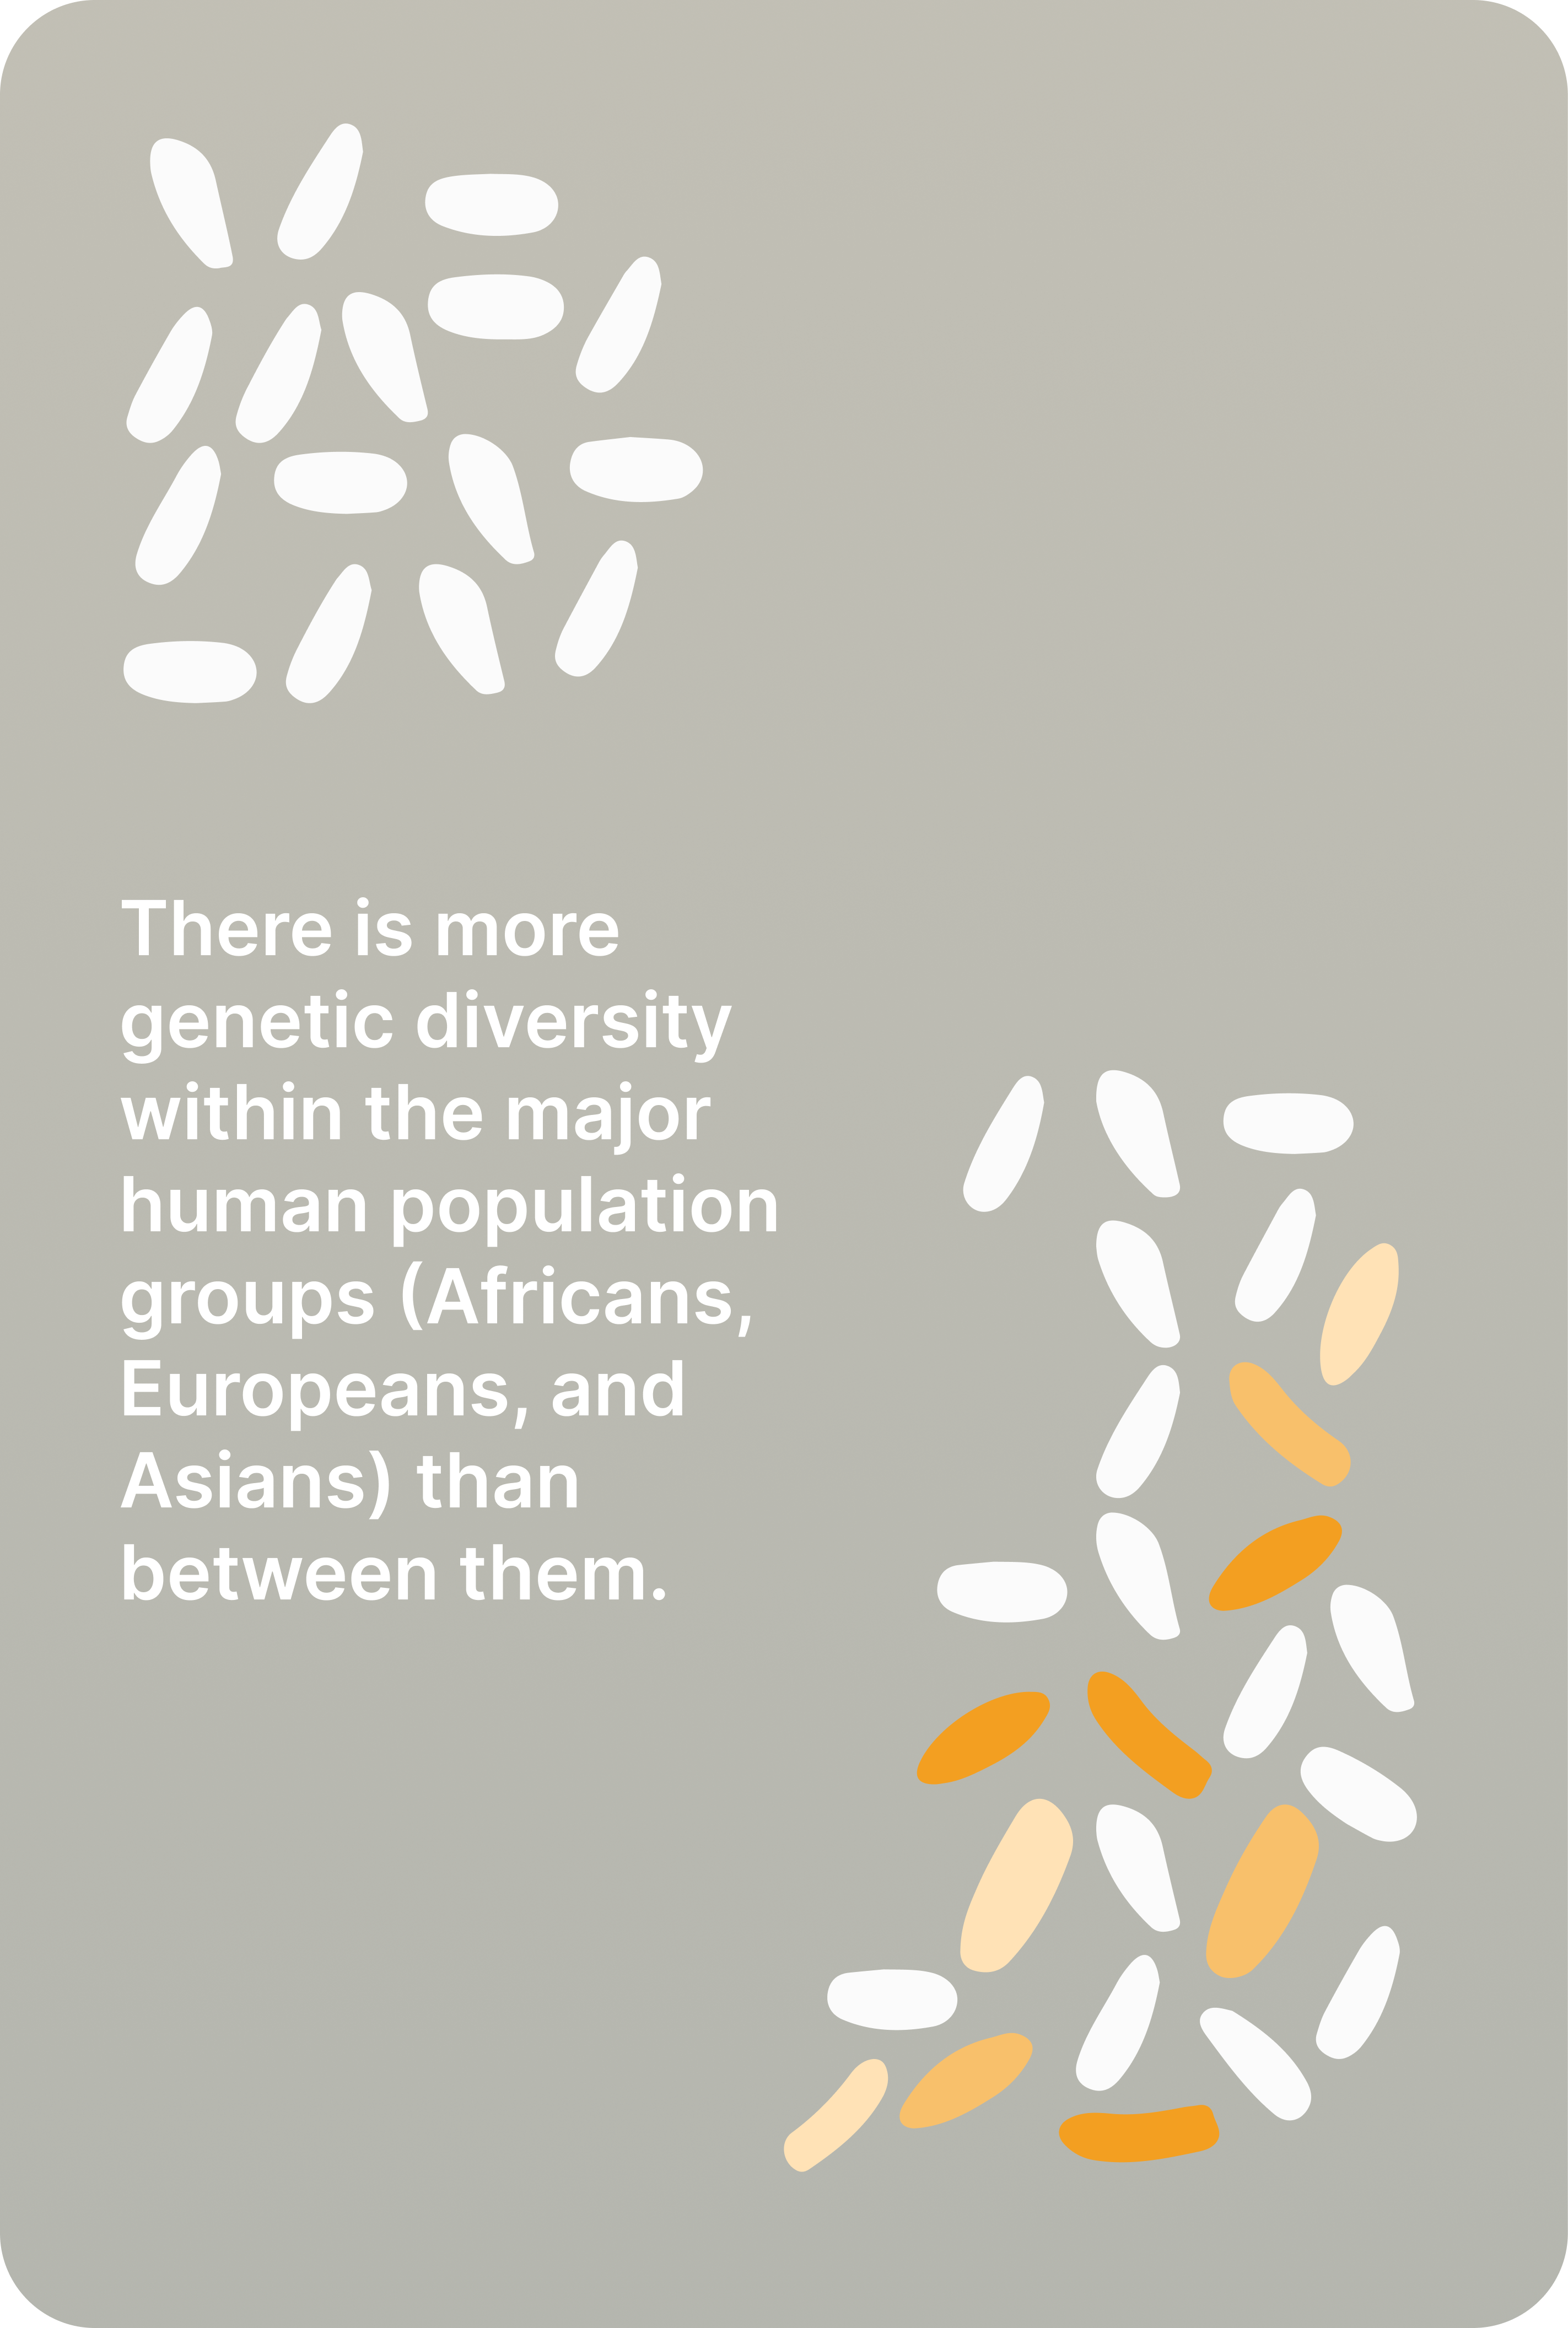 There is more
genetic diversity
within the major
human population
groups (Africans,
Europeans, and
Asians) than
between them.